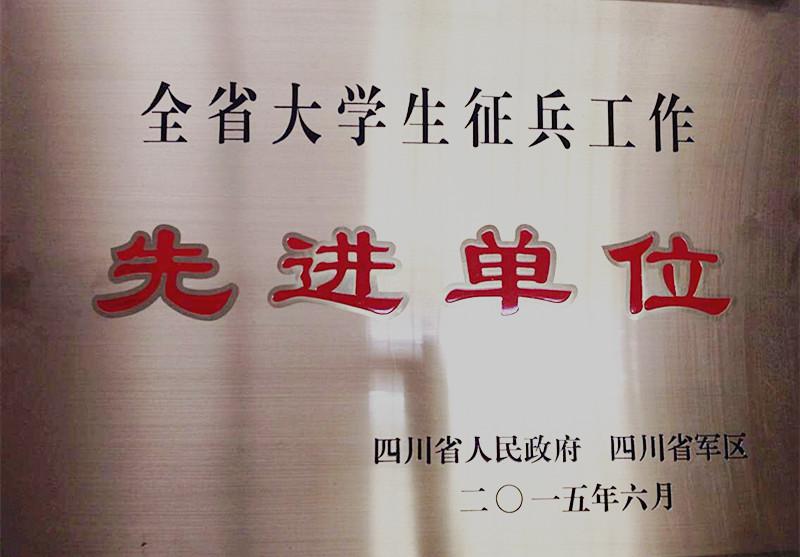 全省大学生征兵工作
先进单位
四川省人民政府 四川省军区
二〇一五年六月